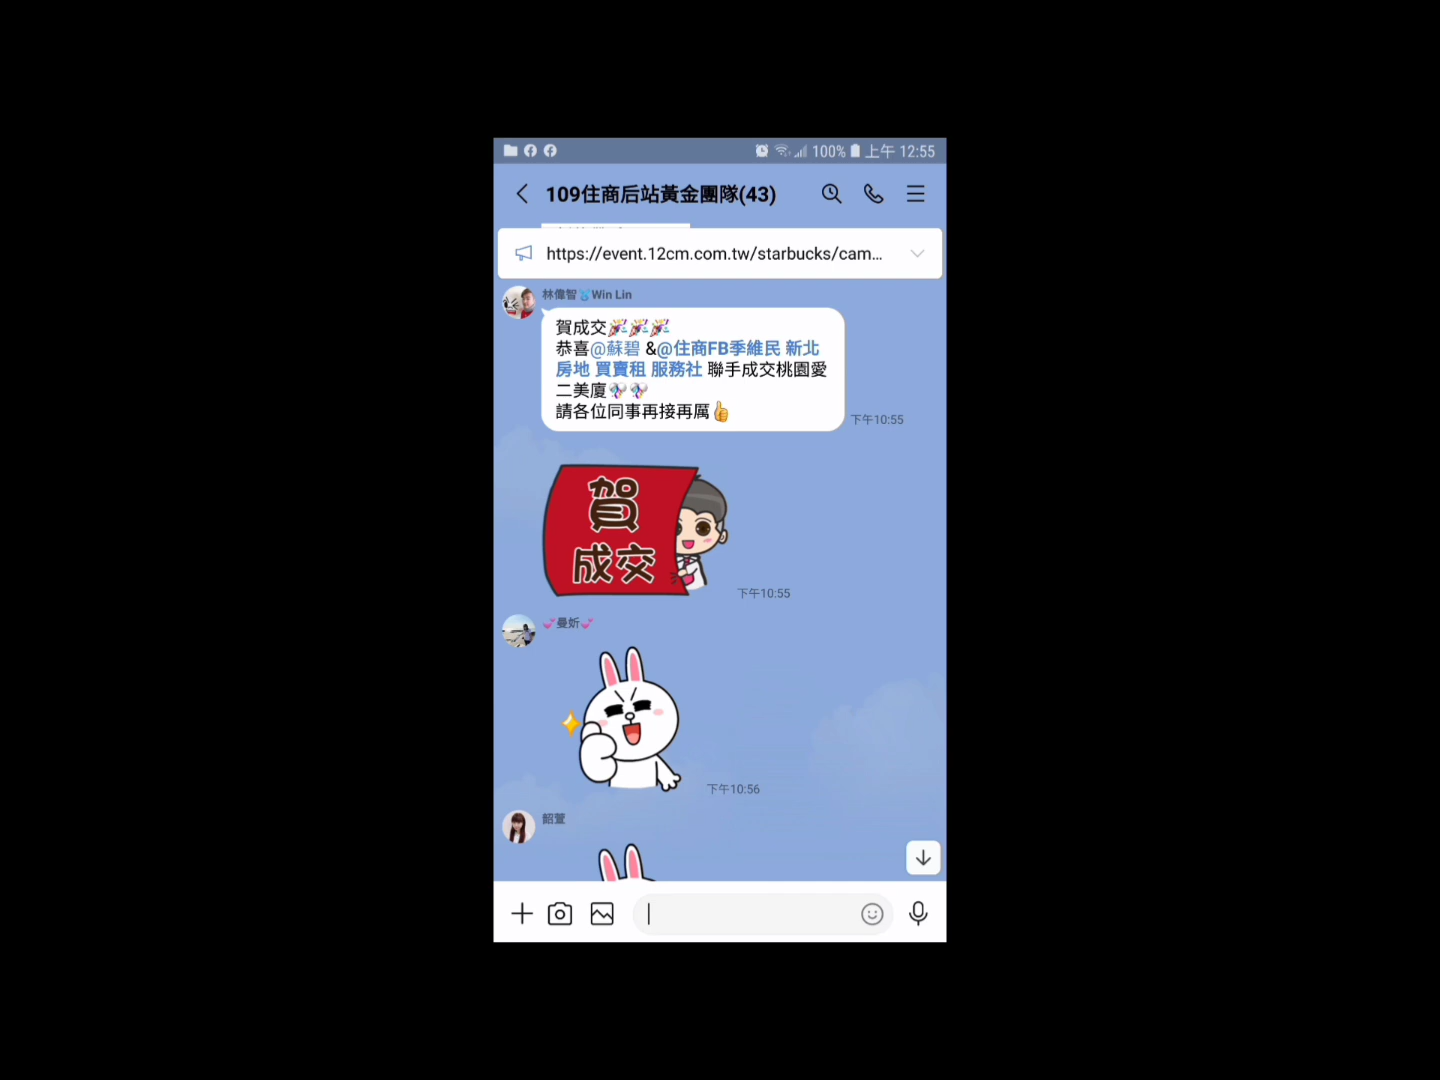 上午 12:55
100%
109住商后站黃金團隊(43)
https://event.12cm.com.tw/starbucks/cam...
林偉智 Win Lin
賀成交🎉🎉🎉
恭喜@蘇碧 &@住商FB季維民 新北
房地 買賣租 服務社 聯手成交桃園愛
二美廈🎊🎊
請各位同事再接再厲👍
下午10:55
賀
成交
下午10:55
💞曼妡💞
下午10:56
韶萱